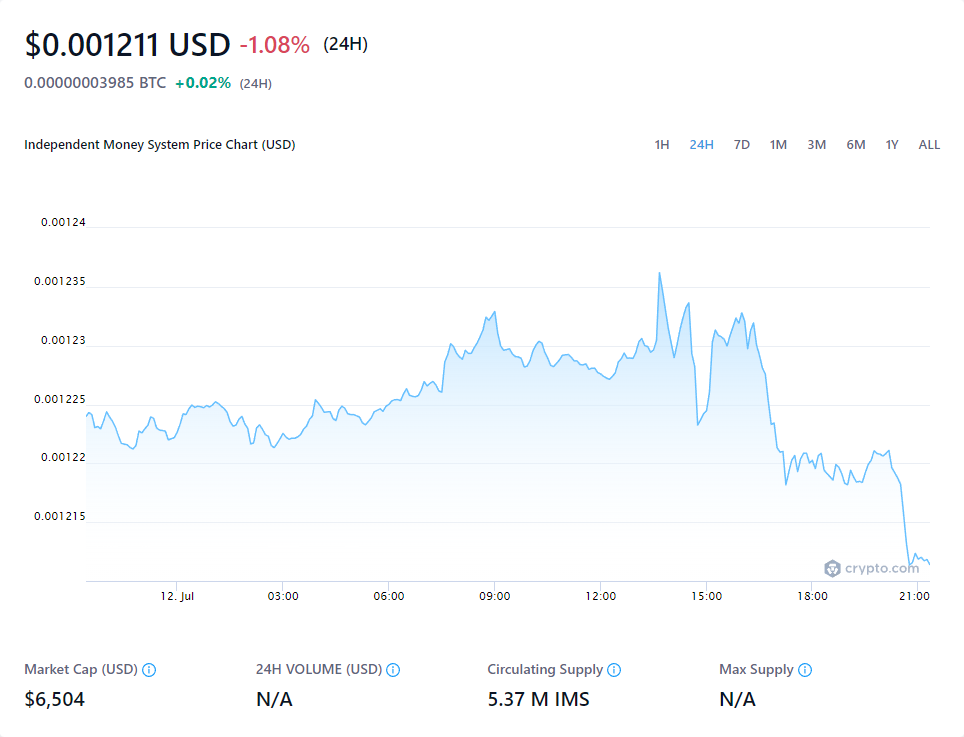 $0.001211 USD -1.08% (24H)
0.00000003985 BTC +0.02% (24H)
Independent Money System Price Chart (USD) 1H 24H 7D 1M 3M 6M 1Y ALL
0.00124
0.001235
0.00123
0.001225
0.00122
0.001215
crypto.com
12. Jul 03:00 06:00 09:00 12:00 15:00 18:00 21:00
Market Cap (USD) 24H VOLUME (USD) Circulating Supply Max Supply
$6,504 N/A 5.37 M IMS N/A